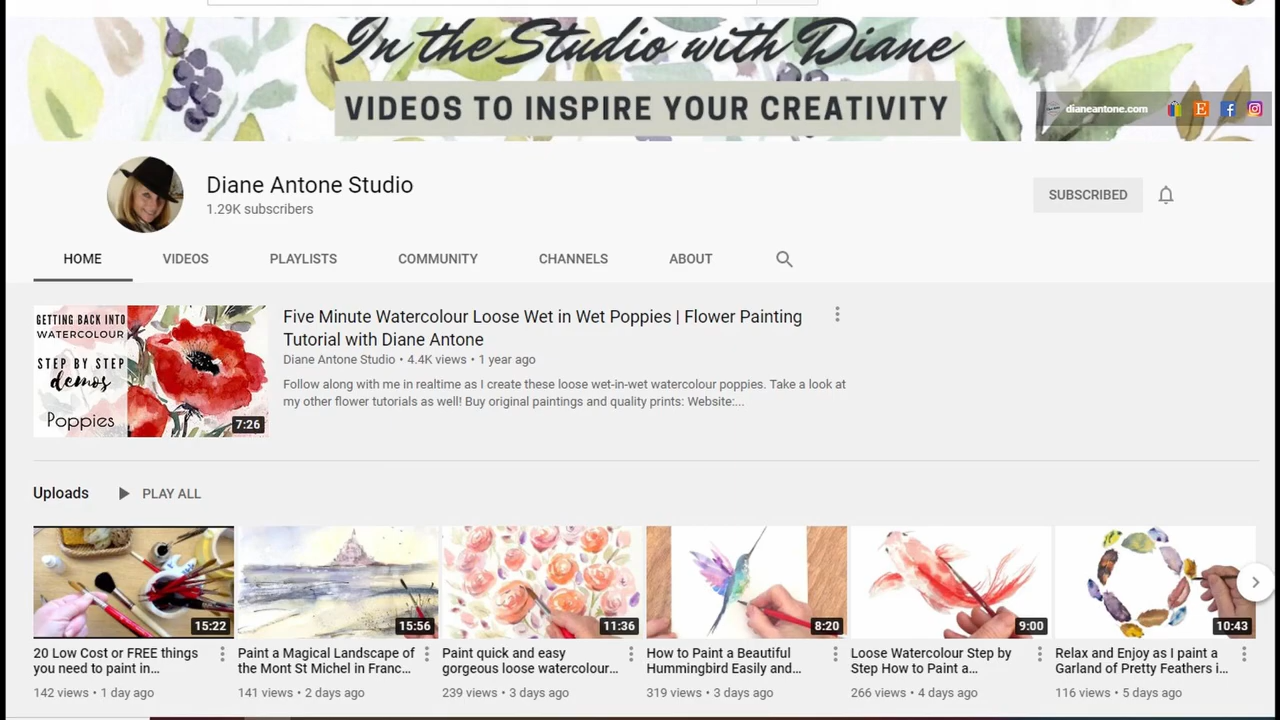 In the Studio with Diane
VIDEOS TO INSPIRE YOUR CREATIVITY
dianeantone.com
Diane Antone Studio
1.29K subscribers
SUBSCRIBED
HOME VIDEOS PLAYLISTS COMMUNITY CHANNELS ABOUT
GETTING BACK INTO
WATERCOLOUR
STEP BY STEP
demos
Poppies
7:26
Five Minute Watercolour Loose Wet in Wet Poppies | Flower Painting
Tutorial with Diane Antone
Diane Antone Studio • 4.4K views • 1 year ago
Follow along with me in realtime as I create these loose wet-in-wet watercolour poppies. Take a look at
my other flower tutorials as well! Buy original paintings and quality prints: Website:...
Uploads PLAY ALL
15:22 15:56 11:36 8:20 9:00 10:43
20 Low Cost or FREE things
you need to paint in...
142 views • 1 day ago
Paint a Magical Landscape of
the Mont St Michel in Franc...
141 views • 2 days ago
Paint quick and easy
gorgeous loose watercolour...
239 views • 3 days ago
How to Paint a Beautiful
Hummingbird Easily and...
319 views • 3 days ago
Loose Watercolour Step by
Step How to Paint a...
266 views • 4 days ago
Relax and Enjoy as I paint a
Garland of Pretty Feathers i...
116 views • 5 days ago